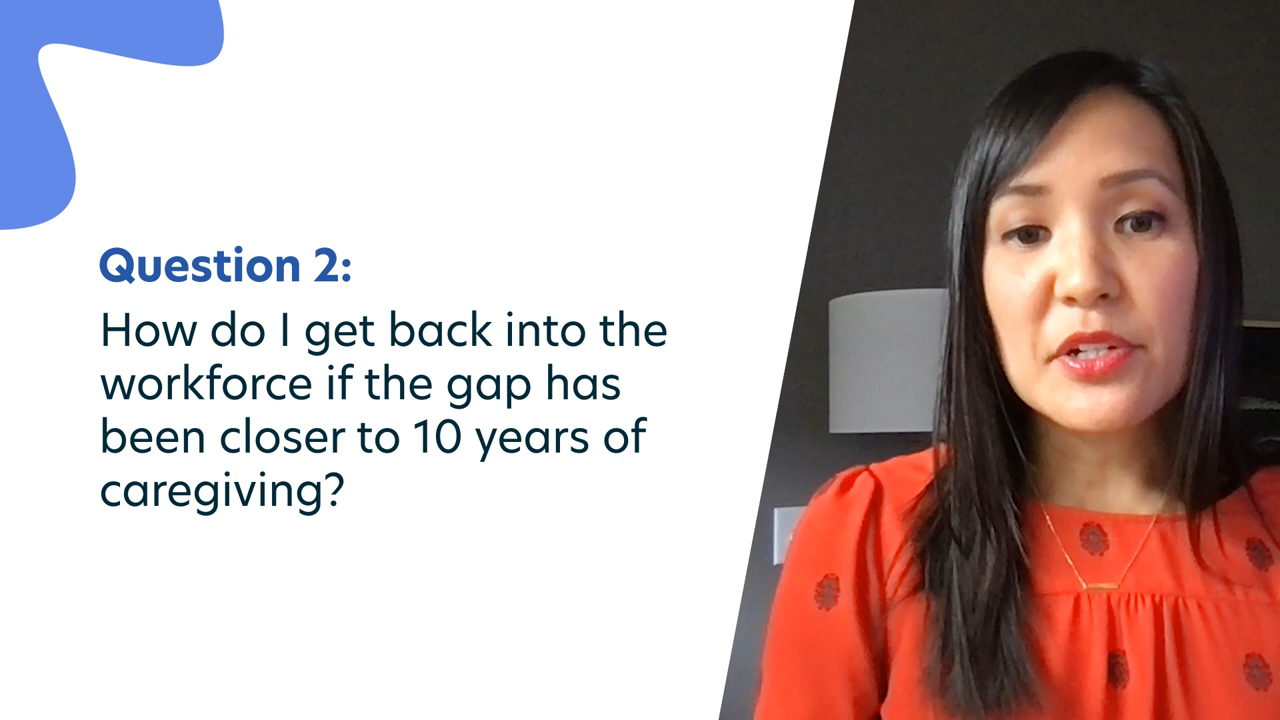 Question 2:
How do I get back into the
workforce if the gap has
been closer to 10 years of
caregiving?